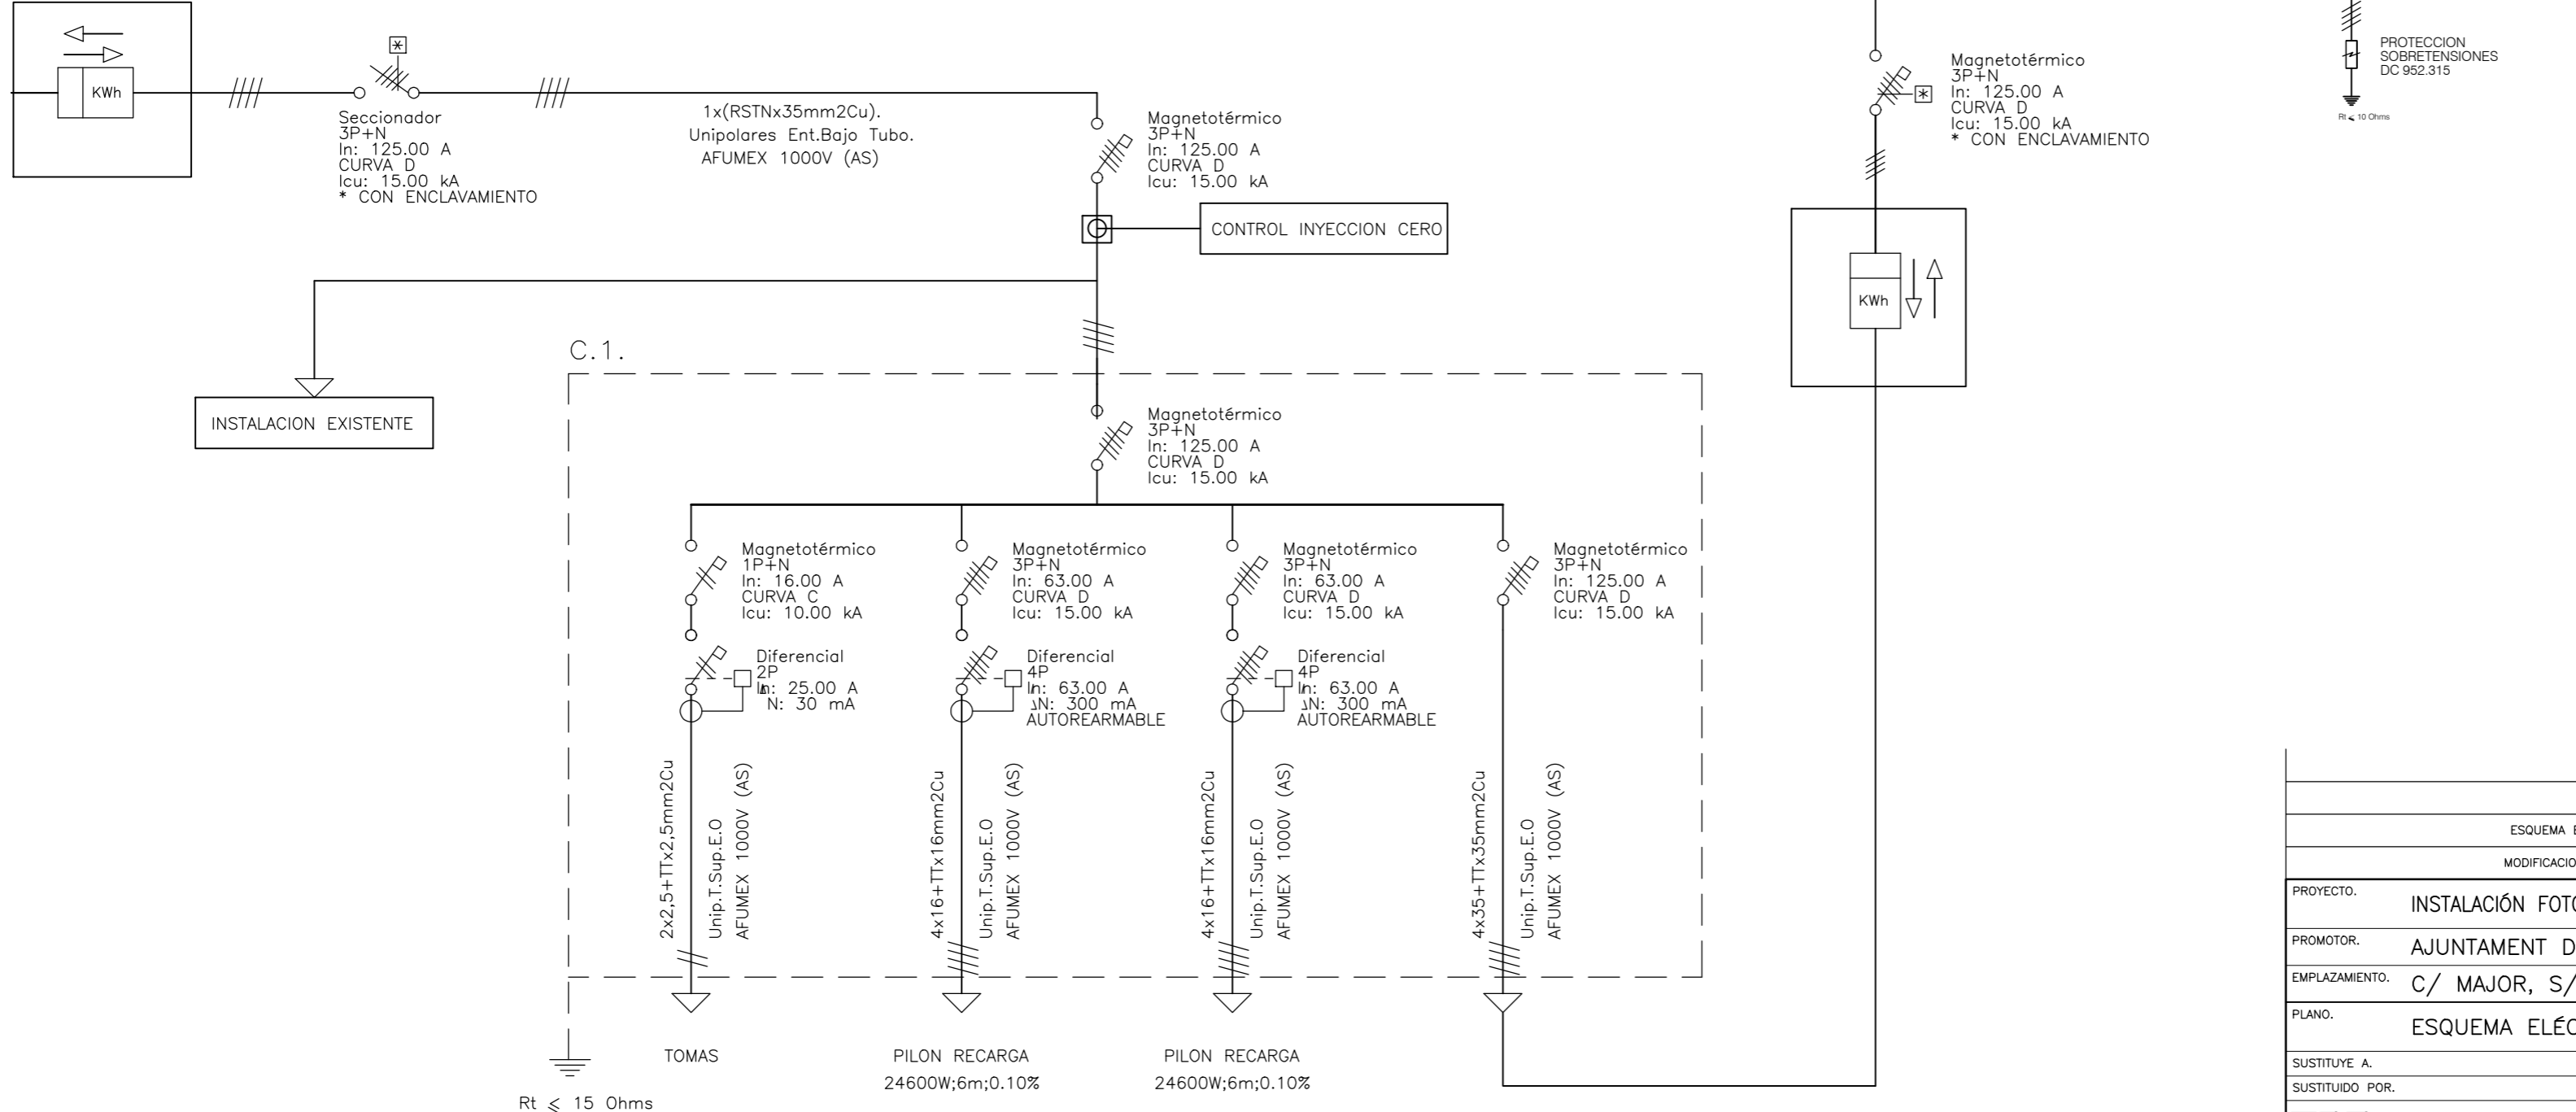 KWh
Seccionador
3P+N
In: 125.00 A
CURVA D
Icu: 15.00 kA
* CON ENCLAVAMIENTO
1x(RSTNx35mm2Cu).
Unipolares Ent.Bajo Tubo.
AFUMEX 1000V (AS)
Magnetotérmico
3P+N
In: 125.00 A
CURVA D
Icu: 15.00 kA
CONTROL INYECCION CERO
Magnetotérmico
3P+N
In: 125.00 A
CURVA D
Icu: 15.00 kA
* CON ENCLAVAMIENTO
PROTECCION
SOBRETENSIONES
DC 952.315
Rt ⩽ 10 Ohms
KWh
INSTALACION EXISTENTE
C.1.
Magnetotérmico
3P+N
In: 125.00 A
CURVA D
Icu: 15.00 kA
Magnetotérmico
1P+N
In: 16.00 A
CURVA C
Icu: 10.00 kA
Diferencial
2P
In: 25.00 A
N: 30 mA
2x2,5+TTx2,5mm2Cu
Unip.T.Sup.E.O
AFUMEX 1000V (AS)
TOMAS
Magnetotérmico
3P+N
In: 63.00 A
CURVA D
Icu: 15.00 kA
Diferencial
4P
In: 63.00 A
ΔN: 300 mA
AUTOREARMABLE
4x16+TTx16mm2Cu
Unip.T.Sup.E.O
AFUMEX 1000V (AS)
PILON RECARGA
24600W;6m;0.10%
Magnetotérmico
3P+N
In: 63.00 A
CURVA D
Icu: 15.00 kA
Diferencial
4P
In: 63.00 A
ΔN: 300 mA
AUTOREARMABLE
4x16+TTx16mm2Cu
Unip.T.Sup.E.O
AFUMEX 1000V (AS)
PILON RECARGA
24600W;6m;0.10%
Magnetotérmico
3P+N
In: 125.00 A
CURVA D
Icu: 15.00 kA
4x35+TTx35mm2Cu
Unip.T.Sup.E.O
AFUMEX 1000V (AS)
Rt ⩽ 15 Ohms
ESQUEMA
MODIFICACIO
PROYECTO. INSTALACIÓN FOT
PROMOTOR. AJUNTAMENT D
EMPLAZAMIENTO. C/ MAJOR, S/
PLANO. ESQUEMA ELÉC
SUSTITUYE A.
SUSTITUIDO POR.